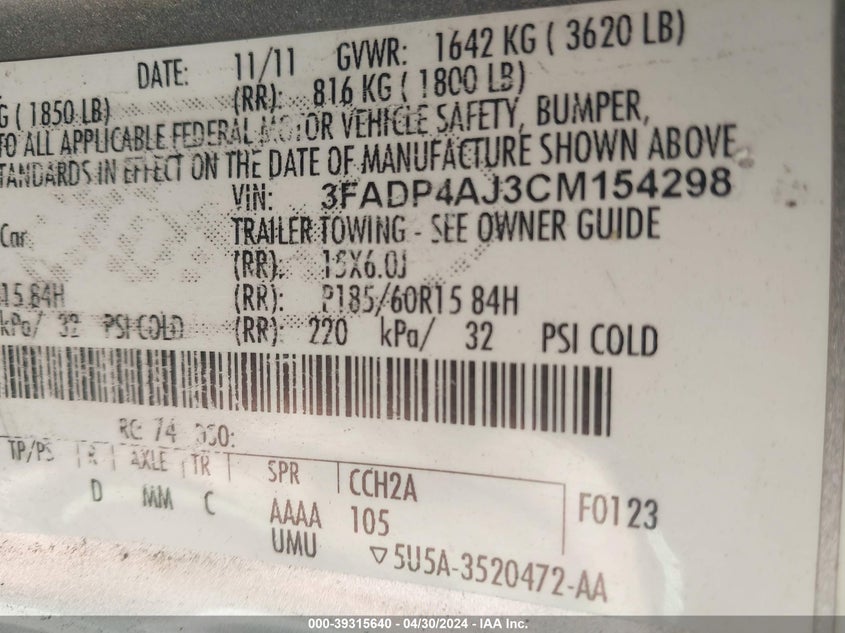 DATE: 11/11 GVWR: 1642 KG ( 3620 LB)
G ( 1850 LB) (RR): 816 KG ( 1800 LB)
TO ALL APPLICABLE FEDERAL MOTOR VEHICLE SAFETY, BUMPER,
TANDARDS IN EFFECT ON THE DATE OF MANUFACTURE SHOWN ABOVE
VIN: 3FADP4AJ3CM154298
Car TRAILER TOWING - SEE OWNER GUIDE
(RR): 15X6.0J
15 84H (RR): P185/60R15 84H
kPa/ 32 PSI COLD (RR): 220 kPa/ 32 PSI COLD
RC: 74 DSO:
TP/PS R AXLE TR SPR CCH2A
D MM C AAAA 105 F0123
UMU ▽5U5A-3520472-AA
000-39315640 - 04/30/2024 - IAA Inc.